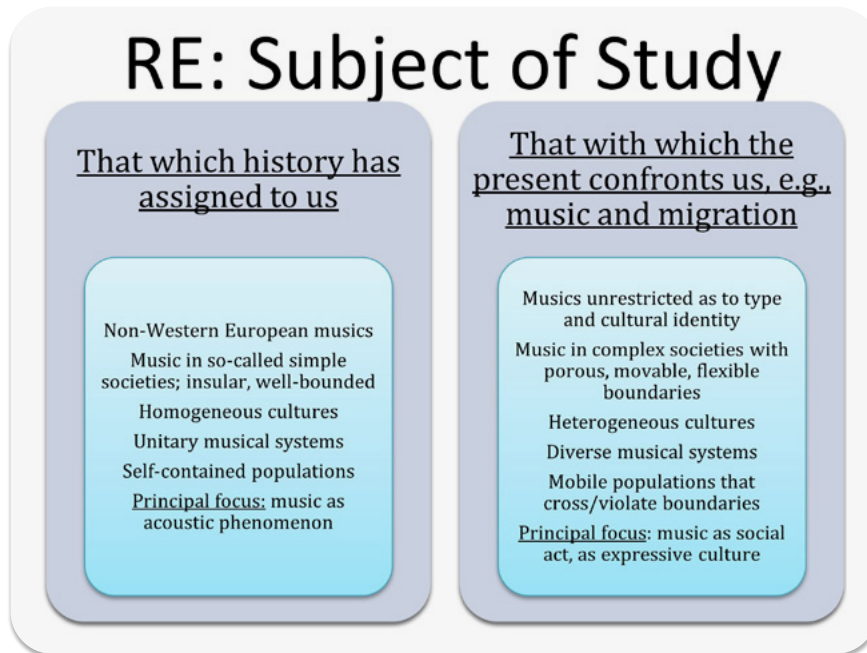 RE: Subject of Study
That which history has
assigned to us
Non-Western European musics
Music in so-called simple
societies; insular, well-bounded
Homogeneous cultures
Unitary musical systems
Self-contained populations
Principal focus: music as
acoustic phenomenon
That with which the
present confronts us, e.g.,
music and migration
Musics unrestricted as to type
and cultural identity
Music in complex societies with
porous, movable, flexible
boundaries
Heterogeneous cultures
Diverse musical systems
Mobile populations that
cross/violate boundaries
Principal focus: music as social
act, as expressive culture